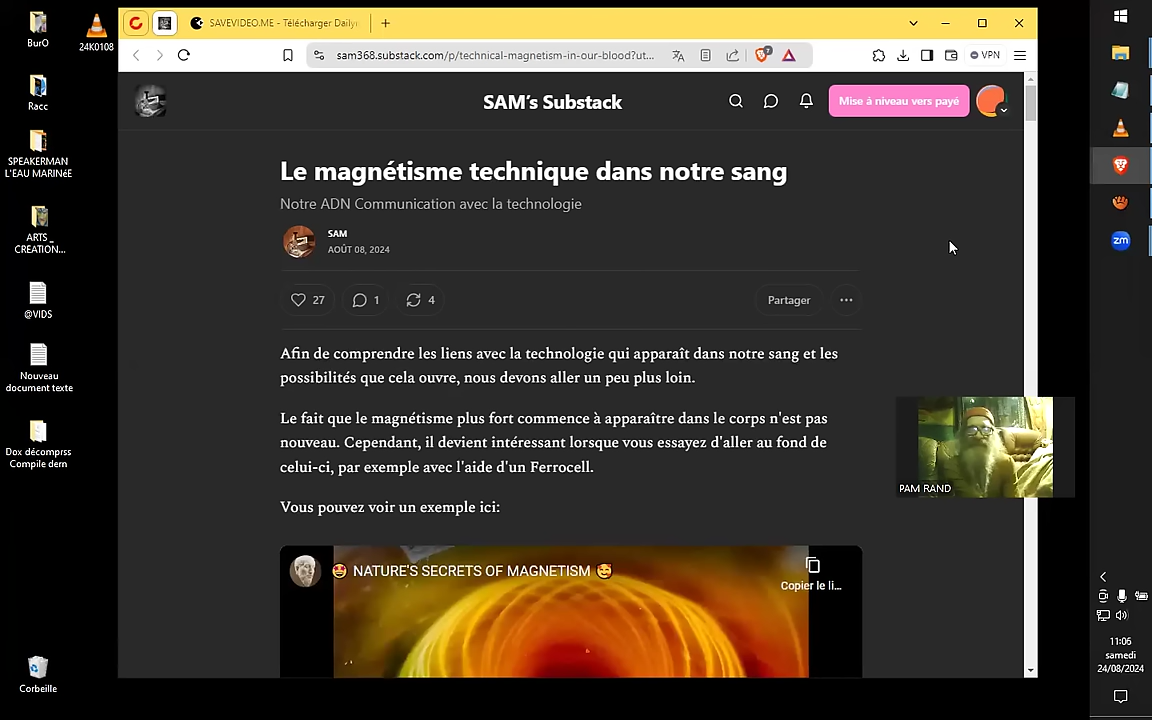 BurO
24K0108
Racc
SPEAKERMAN
L'EAU MARINéE
ARTS_
CREATION...
@VIDS
Nouveau
document texte
Dox décomprss
Compile dern
Corbeille
SAVEVIDEO.ME - Télécharger Dailym
sam368.substack.com/p/technical-magnetism-in-our-blood?ut...
VPN
SAM's Substack
Mise à niveau vers payé
Le magnétisme technique dans notre sang
Notre ADN Communication avec la technologie
SAM
AOÛT 08, 2024
27
1
4
Partager
Afin de comprendre les liens avec la technologie qui apparaît dans notre sang et les
possibilités que cela ouvre, nous devons aller un peu plus loin.
Le fait que le magnétisme plus fort commence à apparaître dans le corps n'est pas
nouveau. Cependant, il devient intéressant lorsque vous essayez d'aller au fond de
celui-ci, par exemple avec l'aide d'un Ferrocell.
Vous pouvez voir un exemple ici:
NATURE'S SECRETS OF MAGNETISM
Copier le li...
PAM RAND
zm
11:06
samedi
24/08/2024